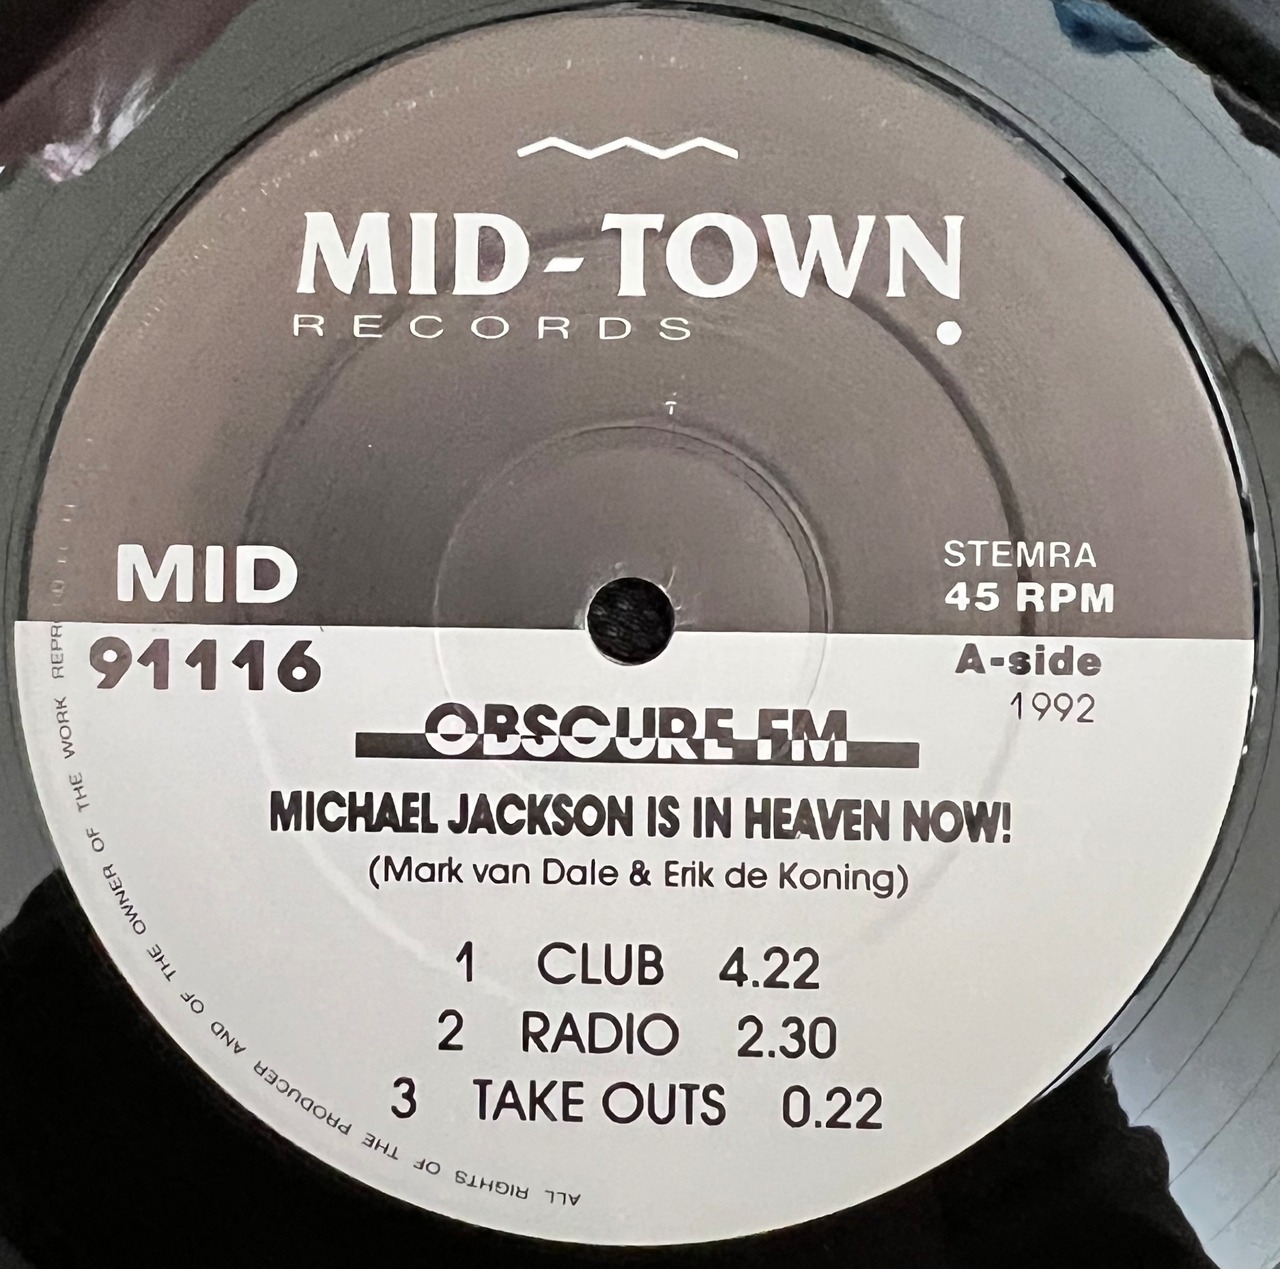 MID-TOWN
RECORDS
MID
STEMRA
45 RPM
91116
A-side
1992
OBSCURE FM
MICHAEL JACKSON IS IN HEAVEN NOW!
(Mark van Dale & Erik de Koning)
1 CLUB 4.22
2 RADIO 2.30
3 TAKE OUTS 0.22
ALL RIGHTS OF THE PRODUCER AND OF THE OWNER OF THE WORK